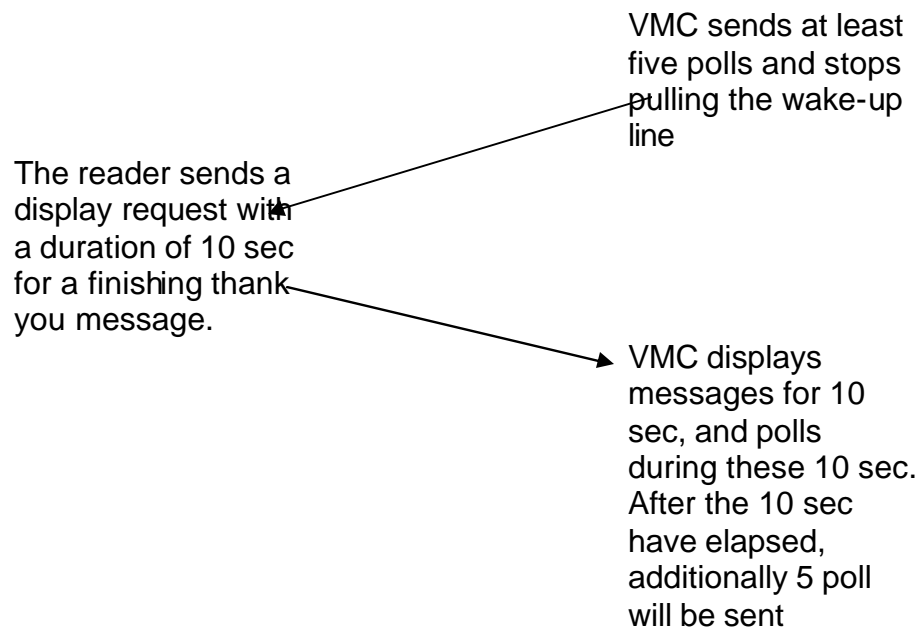 VMC sends at least
five polls and stops
pulling the wake-up
line
The reader sends a
display request with
a duration of 10 sec
for a finishing thank
you message.
VMC displays
messages for 10
sec, and polls
during these 10 sec.
After the 10 sec
have elapsed,
additionally 5 poll
will be sent